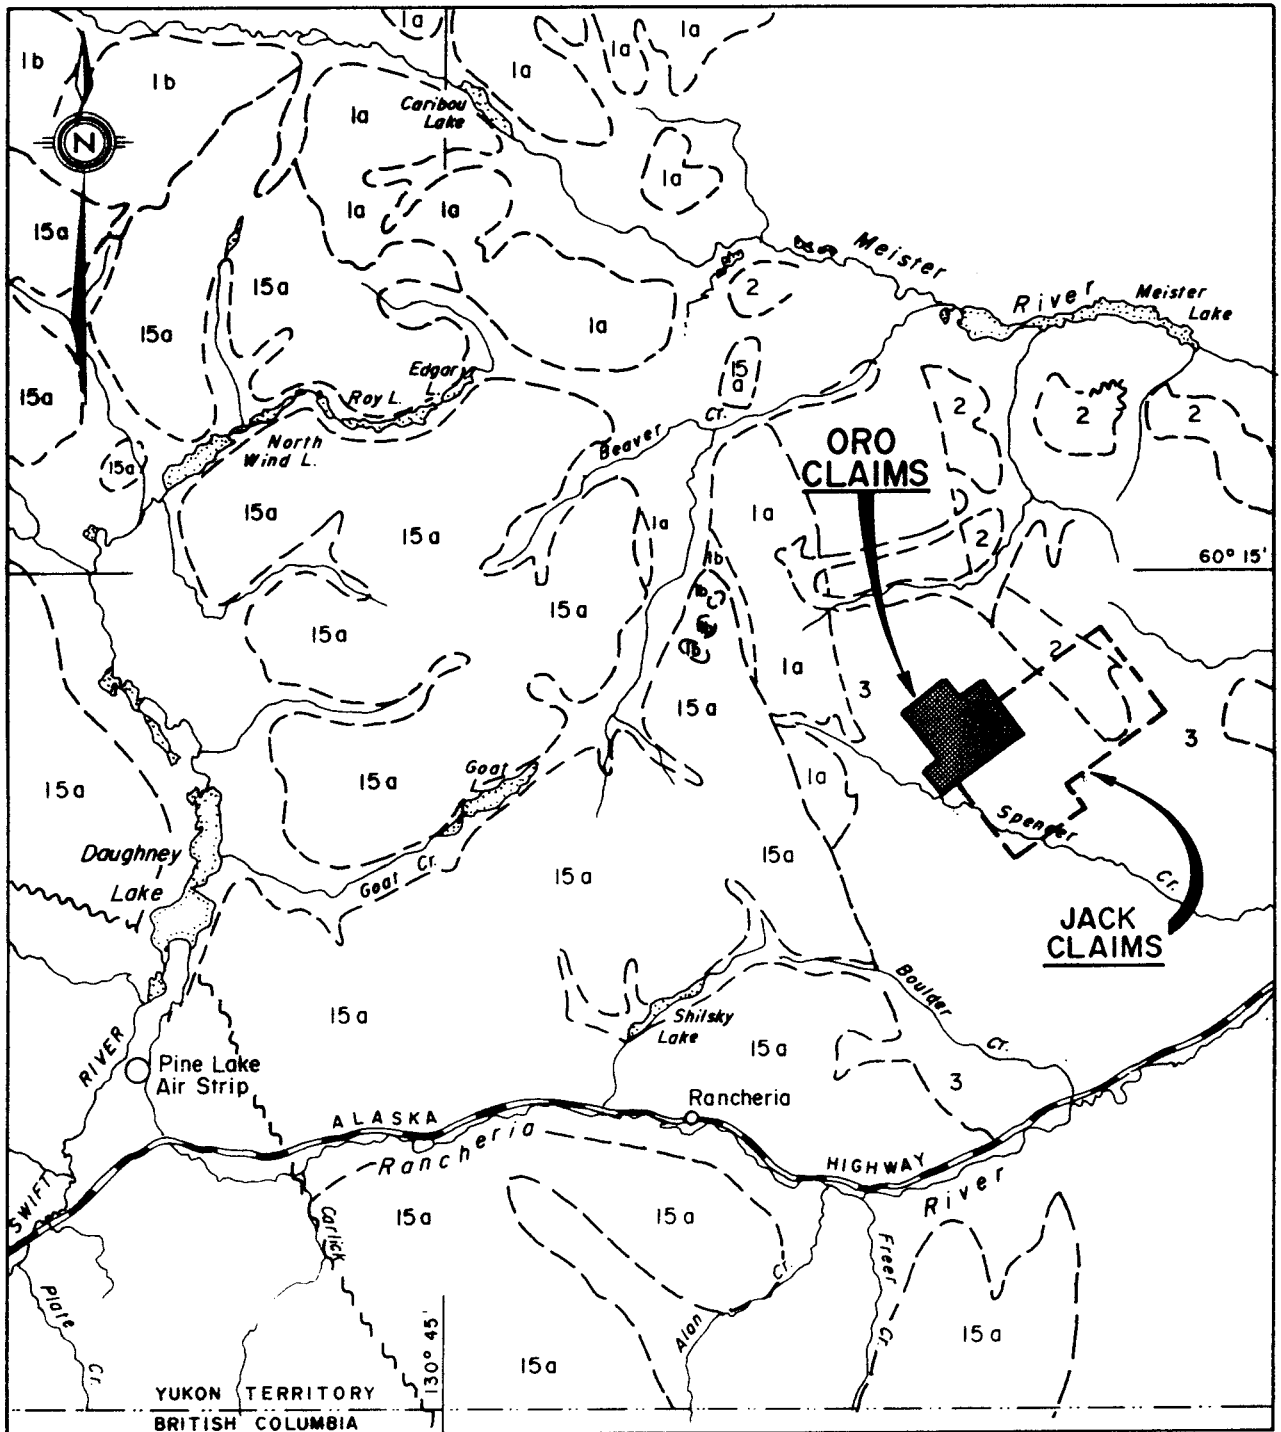 1a
1a
1a
1a
1b
1b
N
Caribou
Lake
1a
1a
1a
1a
15a
Meister
River
Meister
Lake
15a
2
15a
1a
15
a
Edgar
L.
Roy L.
15a
2
2
2
North
Wind L.
Beaver
Cr.
ORO
CLAIMS
15a
15a
15a
1a
1a
2
1b
60° 15'
1b
15a
15a
1b
1a
2
3
15a
3
15a
15a
Goat
L.
1a
Spencer
Cr.
Daughney
Lake
Goat Cr.
15a
15a
JACK
CLAIMS
15a
Shilsky
Lake
Boulder
Cr.
15a
3
RIVER
SWIFT
Pine Lake
Air Strip
Rancheria
ALASKA
HIGHWAY
Rancheria
River
15a
15a
Carlick
Cr.
Alan
Freer
Cr.
Plate
Cr.
15a
15a
130° 45'
YUKON TERRITORY
BRITISH COLUMBIA